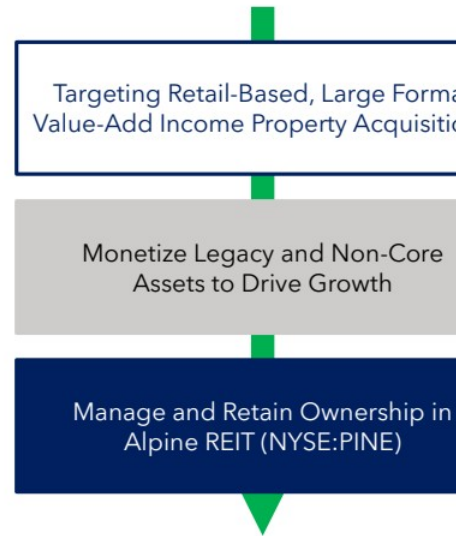 Targeting Retail-Based, Large Forma
Value-Add Income Property Acquisitio
Monetize Legacy and Non-Core
Assets to Drive Growth
Manage and Retain Ownership in
Alpine REIT (NYSE:PINE)